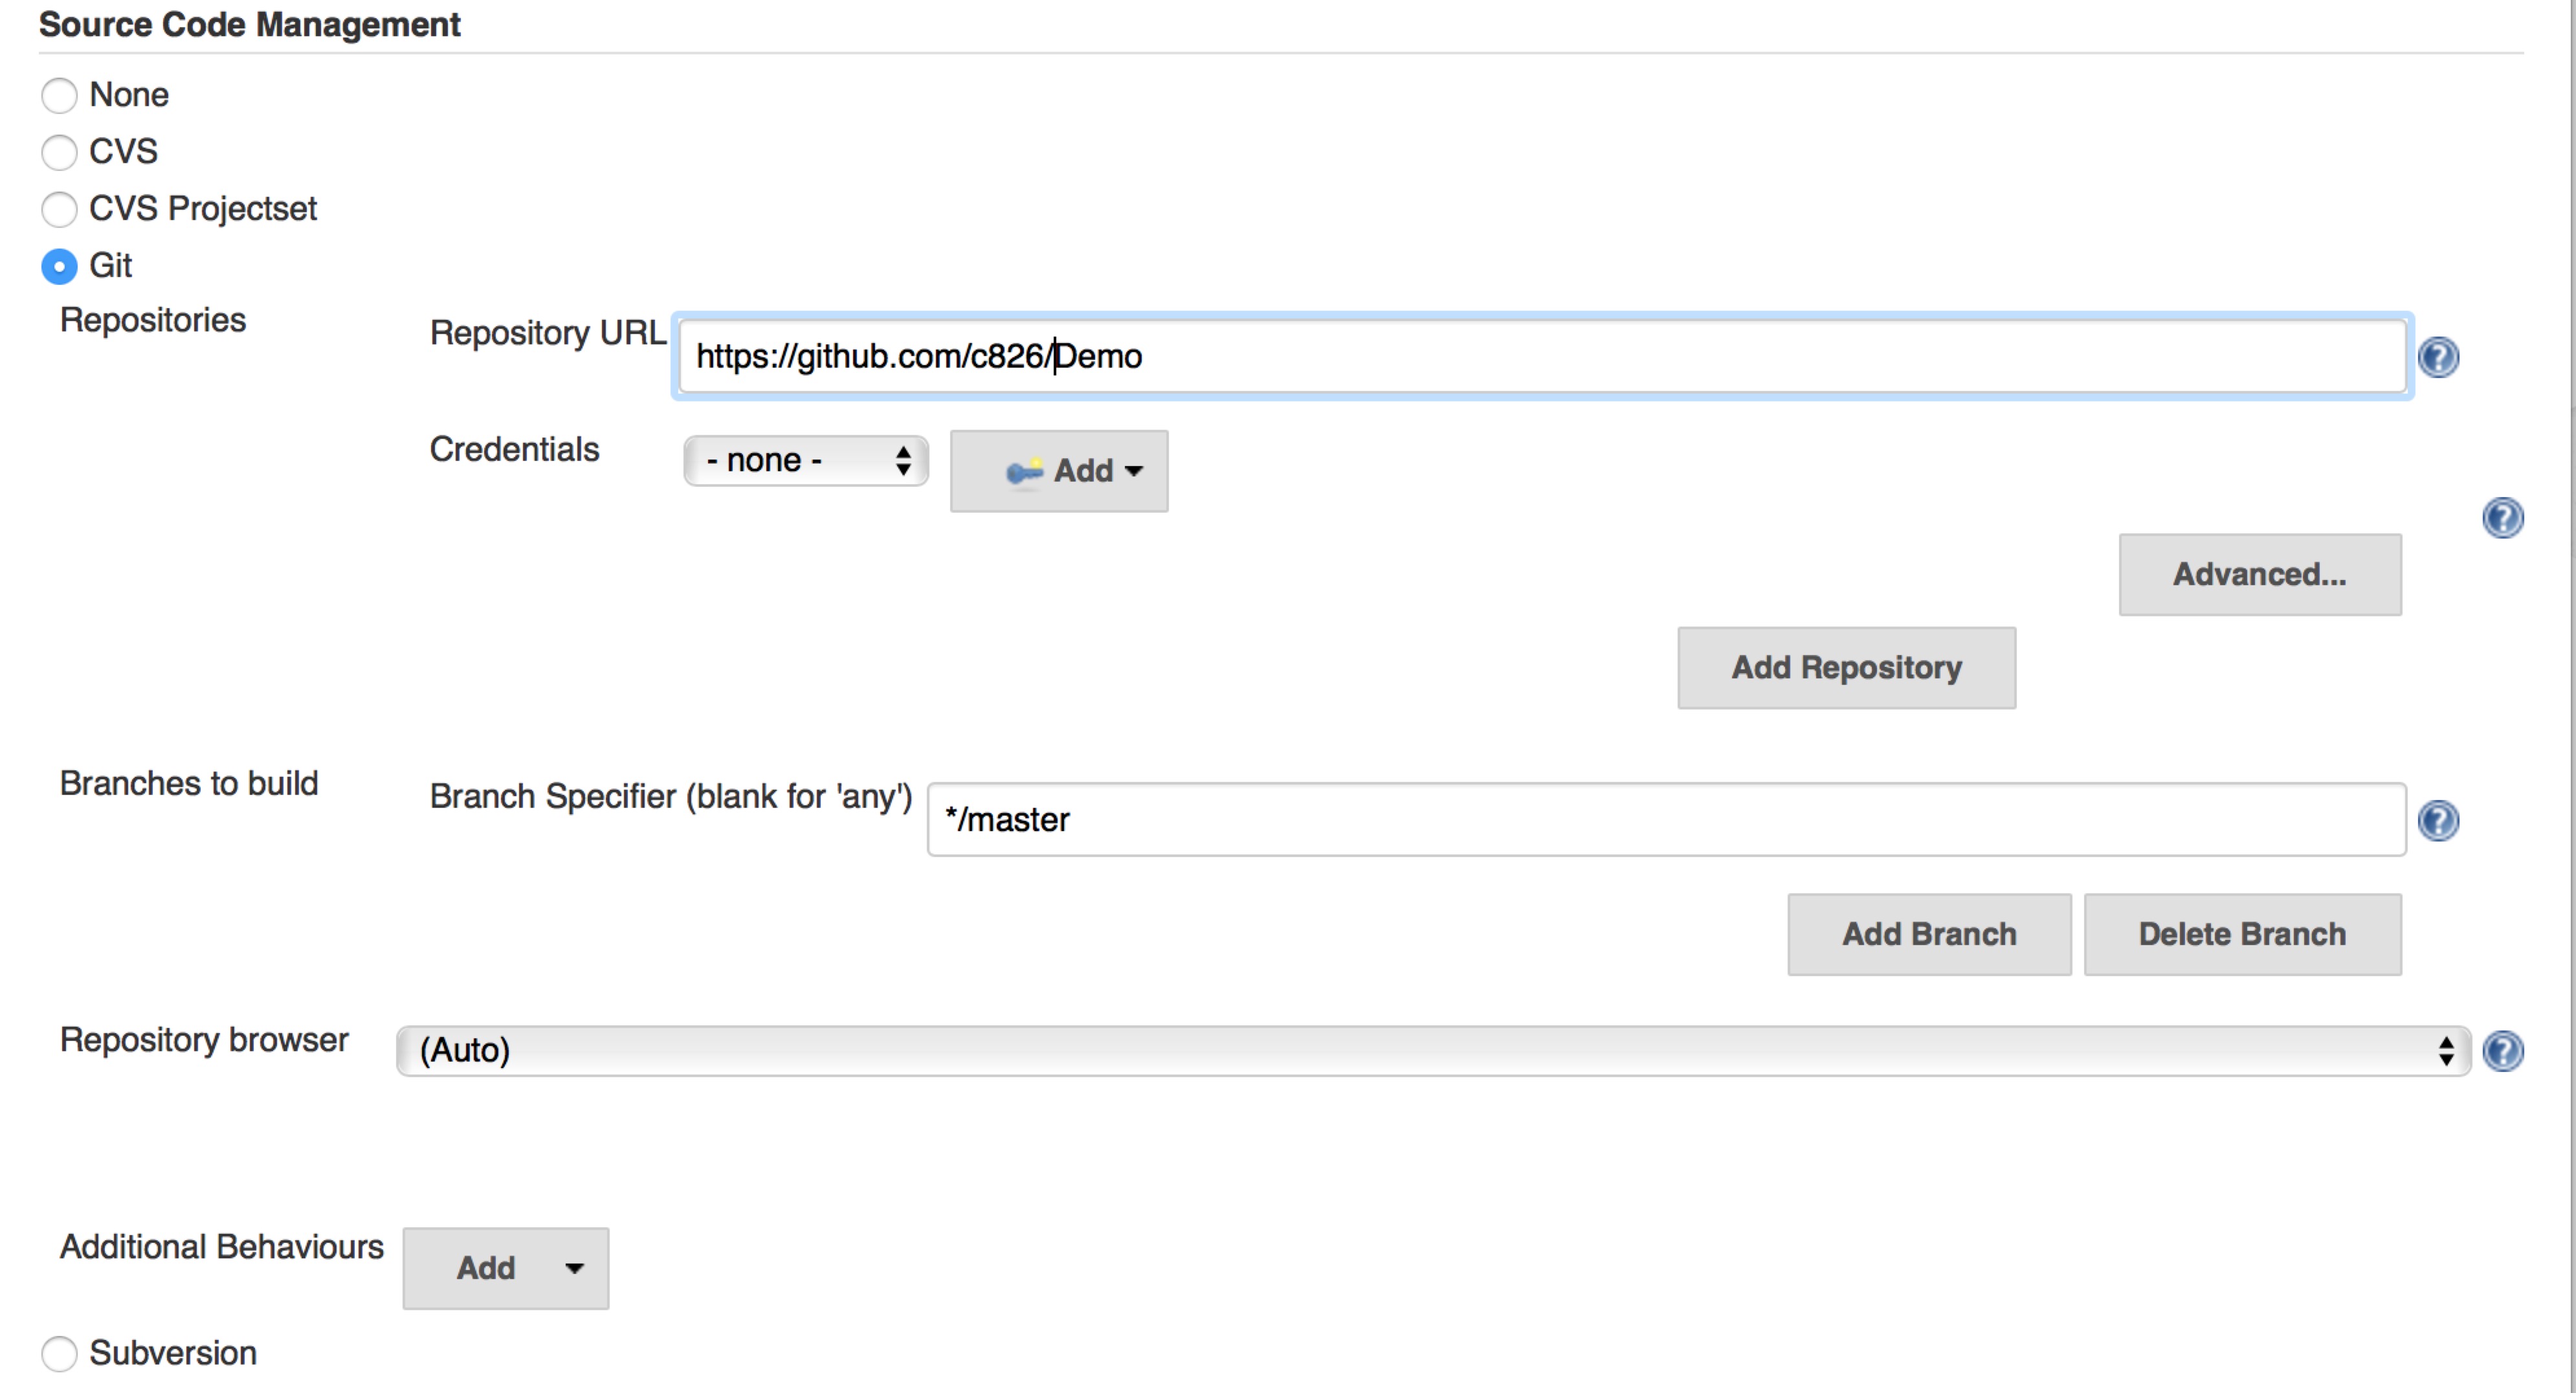 Source Code Management
None
CVS
CVS Projectset
Git
Repositories
Repository URL https://github.com/c826/Demo
Credentials - none - Add
Advanced...
Add Repository
Branches to build
Branch Specifier (blank for 'any') */master
Add Branch Delete Branch
Repository browser (Auto)
Additional Behaviours Add
Subversion